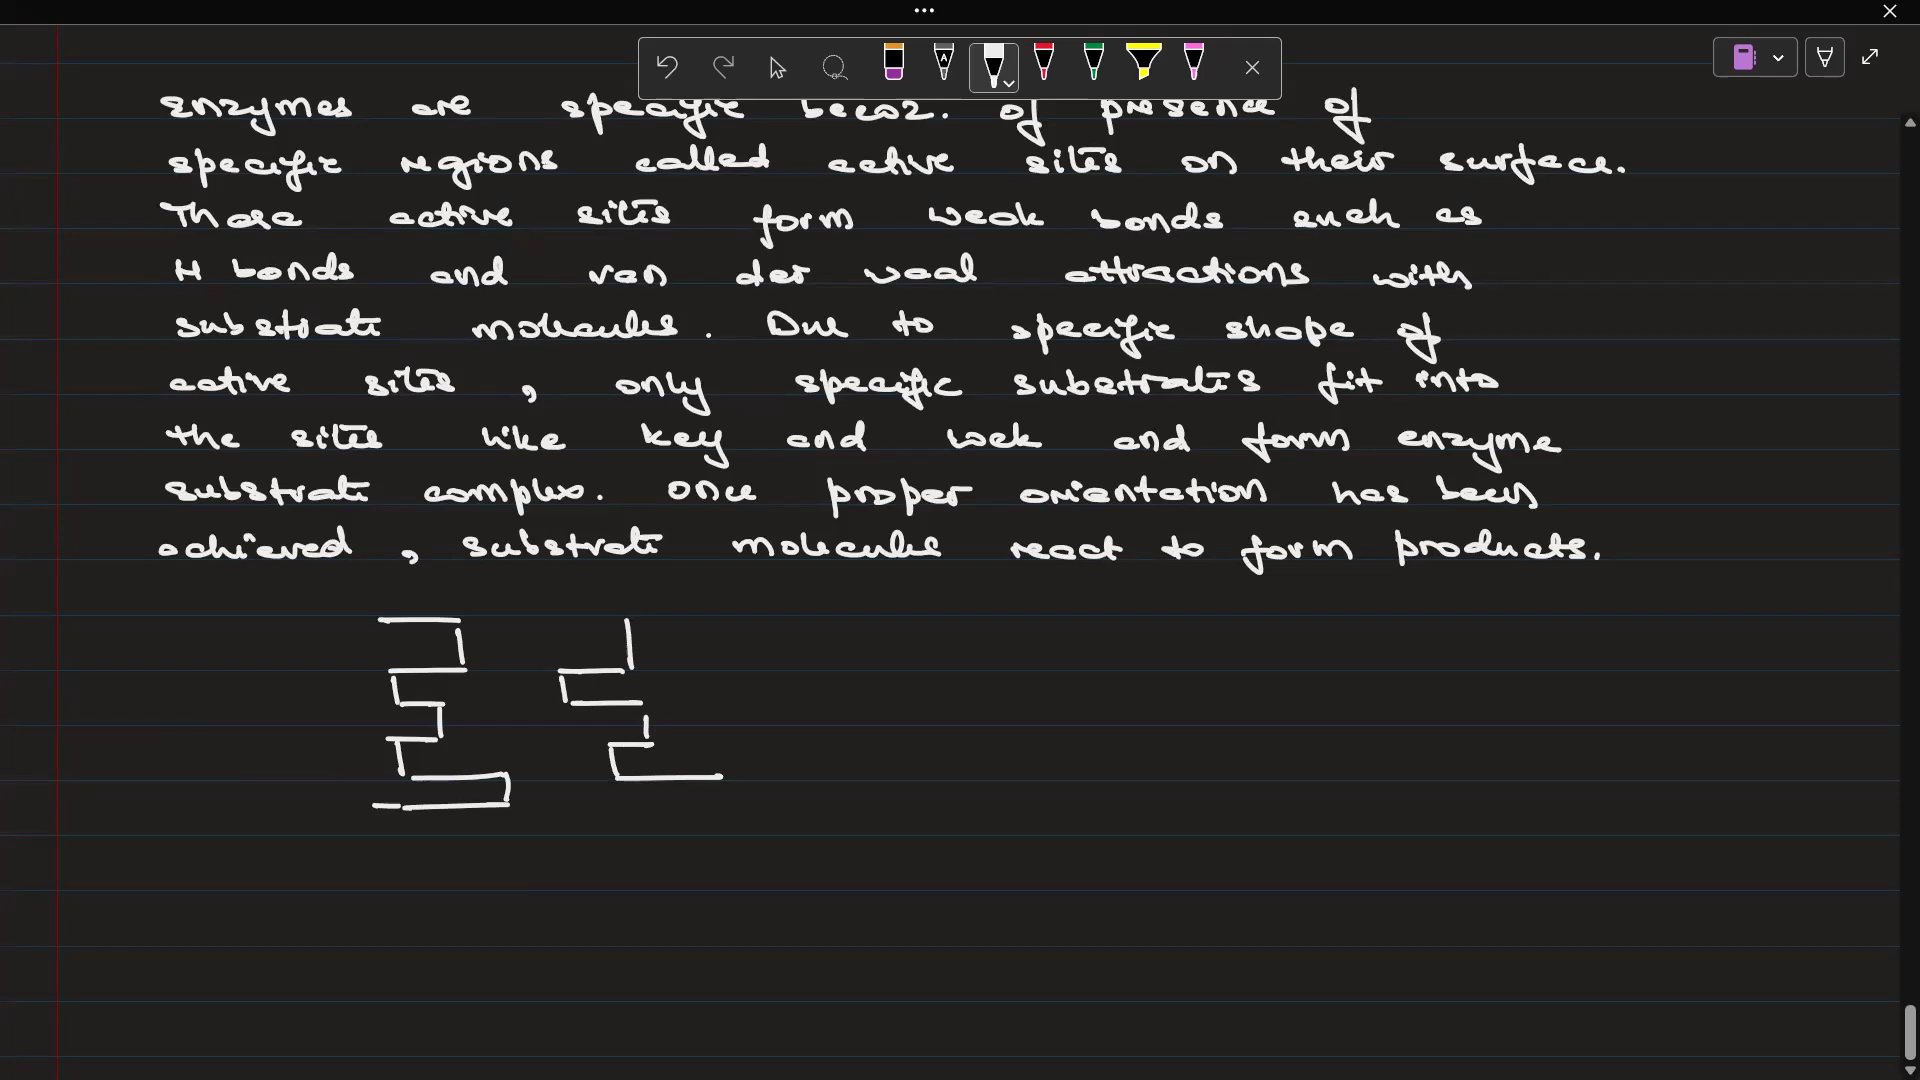 enzymes are specific becoz. of presence of
specific regions called active sites on their surface.
These active sites form weak bonds such as
H bonds and van der waal attractions with
substrate molecules. Due to specific shape of
active sites, only specific substrates fit into
the sites like key and lock and form enzyme
substrate complex. Once proper orientation has been
achieved, substrate molecules react to form products.